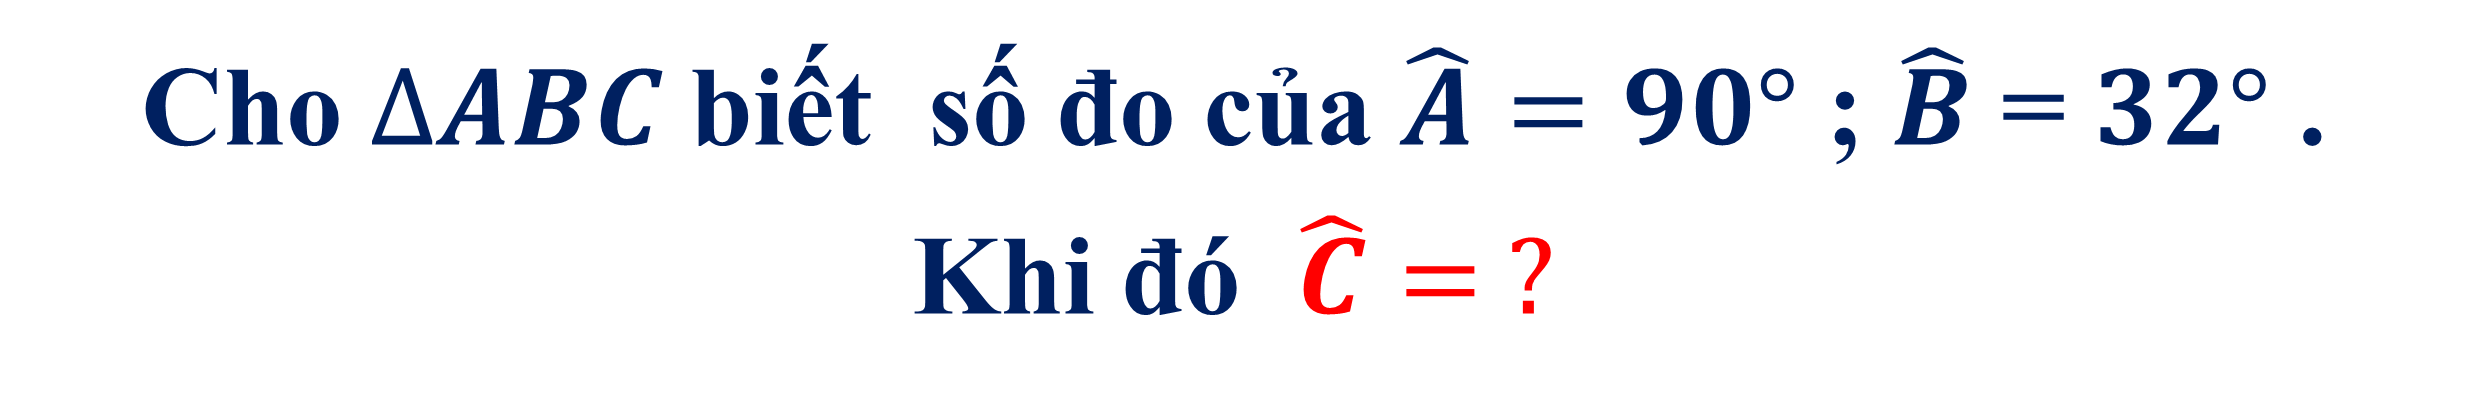 Cho ΔABC biết số đo của Â = 90° ; B̂ = 32° .
Khi đó Ĉ = ?